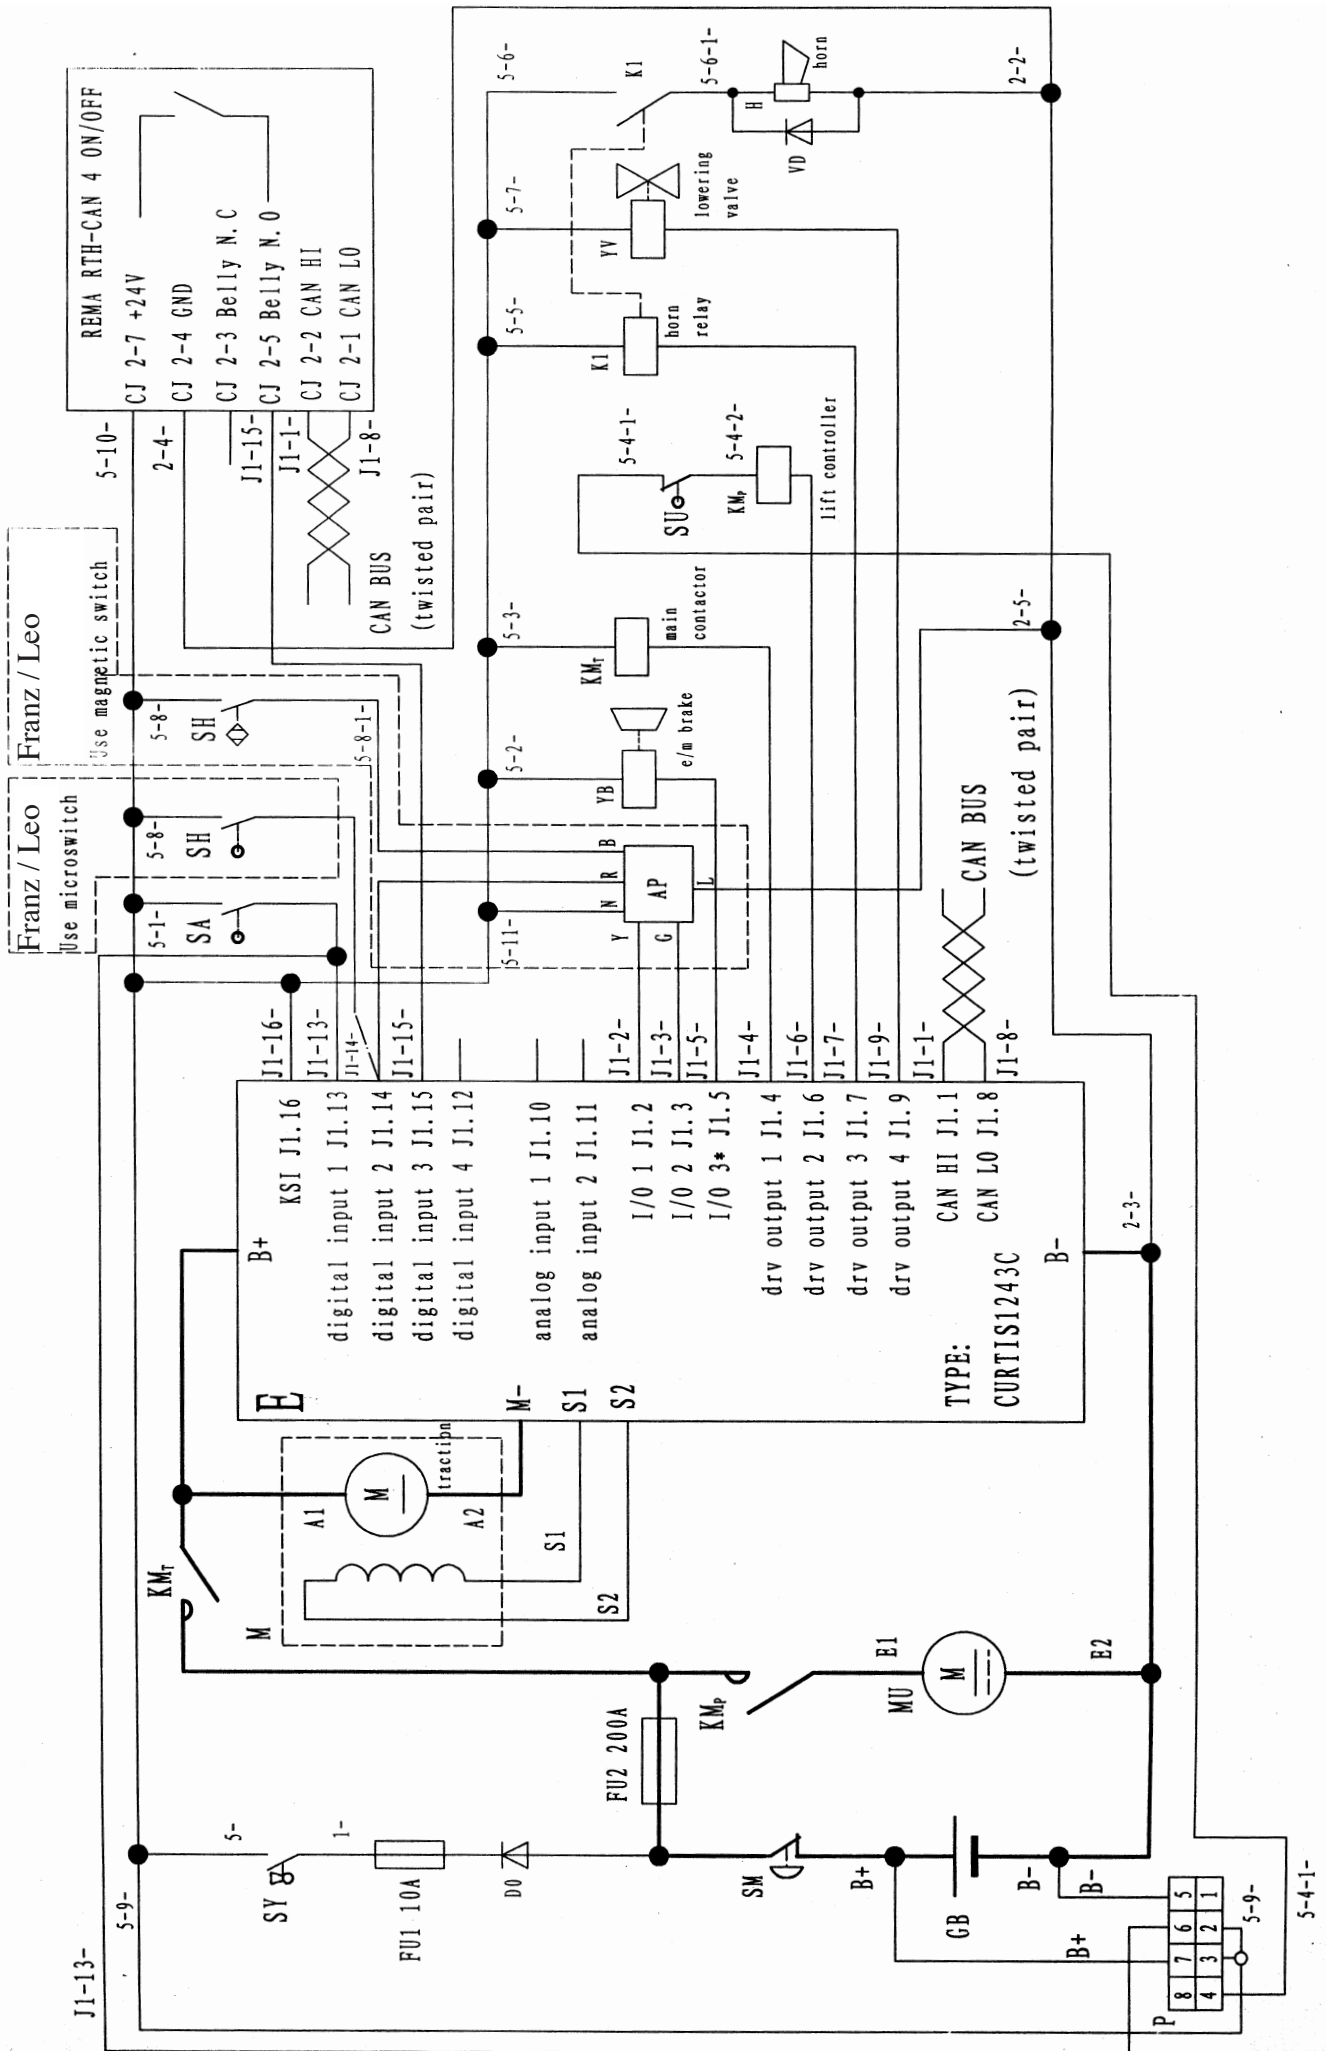 REMA RTH-CAN 4 ON/OFF
CJ 2-7 +24V
CJ 2-4 GND
CJ 2-3 Belly N.C
CJ 2-5 Belly N.O
CJ 2-2 CAN HI
CJ 2-1 CAN LO
5-10-
2-4-
J1-15-
J1-1-
J1-8-
CAN BUS
(twisted pair)
Franz / Leo
Use magnetic switch
Franz / Leo
Use microswitch
5-8-
SH
5-8-1-
5-8-
SH
5-1-
SA
5-6-
K1
5-6-1-
H
horn
VD
2-2-
5-7-
YV
lowering
valve
5-5-
K1
horn
relay
5-4-1-
SU
5-4-2-
KMP
lift controller
5-3-
KMT
main
contactor
5-2-
YB
e/m brake
5-11-
N
R
B
Y
G
AP
L
2-5-
CAN BUS
(twisted pair)
J1-16-
J1-13-
J1-14-
J1-15-
J1-2-
J1-3-
J1-5-
J1-4-
J1-6-
J1-7-
J1-9-
J1-1-
J1-8-
E
B+
KSI J1.16
digital input 1 J1.13
digital input 2 J1.14
digital input 3 J1.15
digital input 4 J1.12
analog input 1 J1.10
analog input 2 J1.11
I/O 1 J1.2
I/O 2 J1.3
I/O 3* J1.5
drv output 1 J1.4
drv output 2 J1.6
drv output 3 J1.7
drv output 4 J1.9
CAN HI J1.1
CAN LO J1.8
M-
S1
S2
TYPE:
CURTIS1243C
B-
2-3-
KMT
M
A1
M
A2
traction
S1
S2
J1-13-
5-9-
5-
SY
1-
FU1 10A
D0
FU2 200A
KMP
MU
E1
M
E2
SM
B+
GB
B-
B-
B+
P
8 7 6 5
4 3 2 1
5-9-
5-4-1-